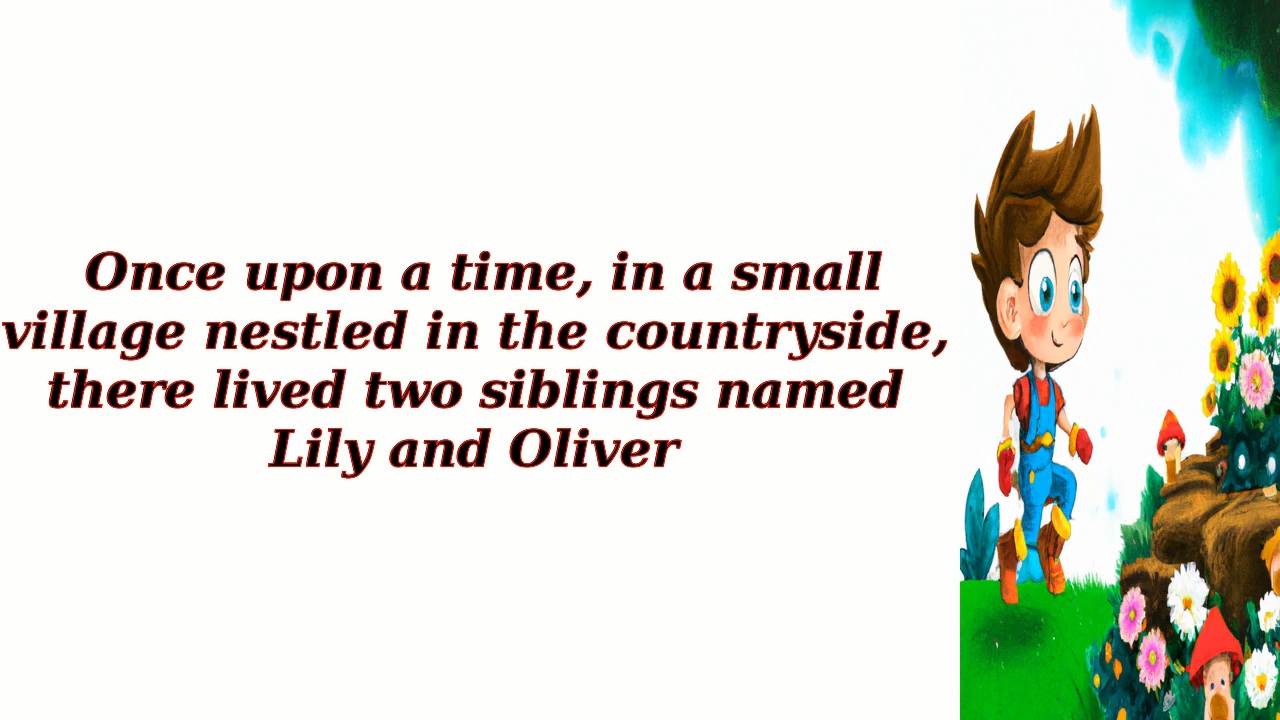 Once upon a time, in a small
village nestled in the countryside,
there lived two siblings named
Lily and Oliver